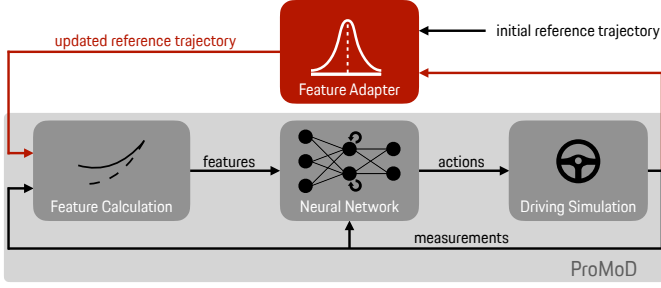 updated reference trajectory
initial reference trajectory
Feature Adapter
Feature Calculation
features
Neural Network
actions
Driving Simulation
measurements
ProMoD